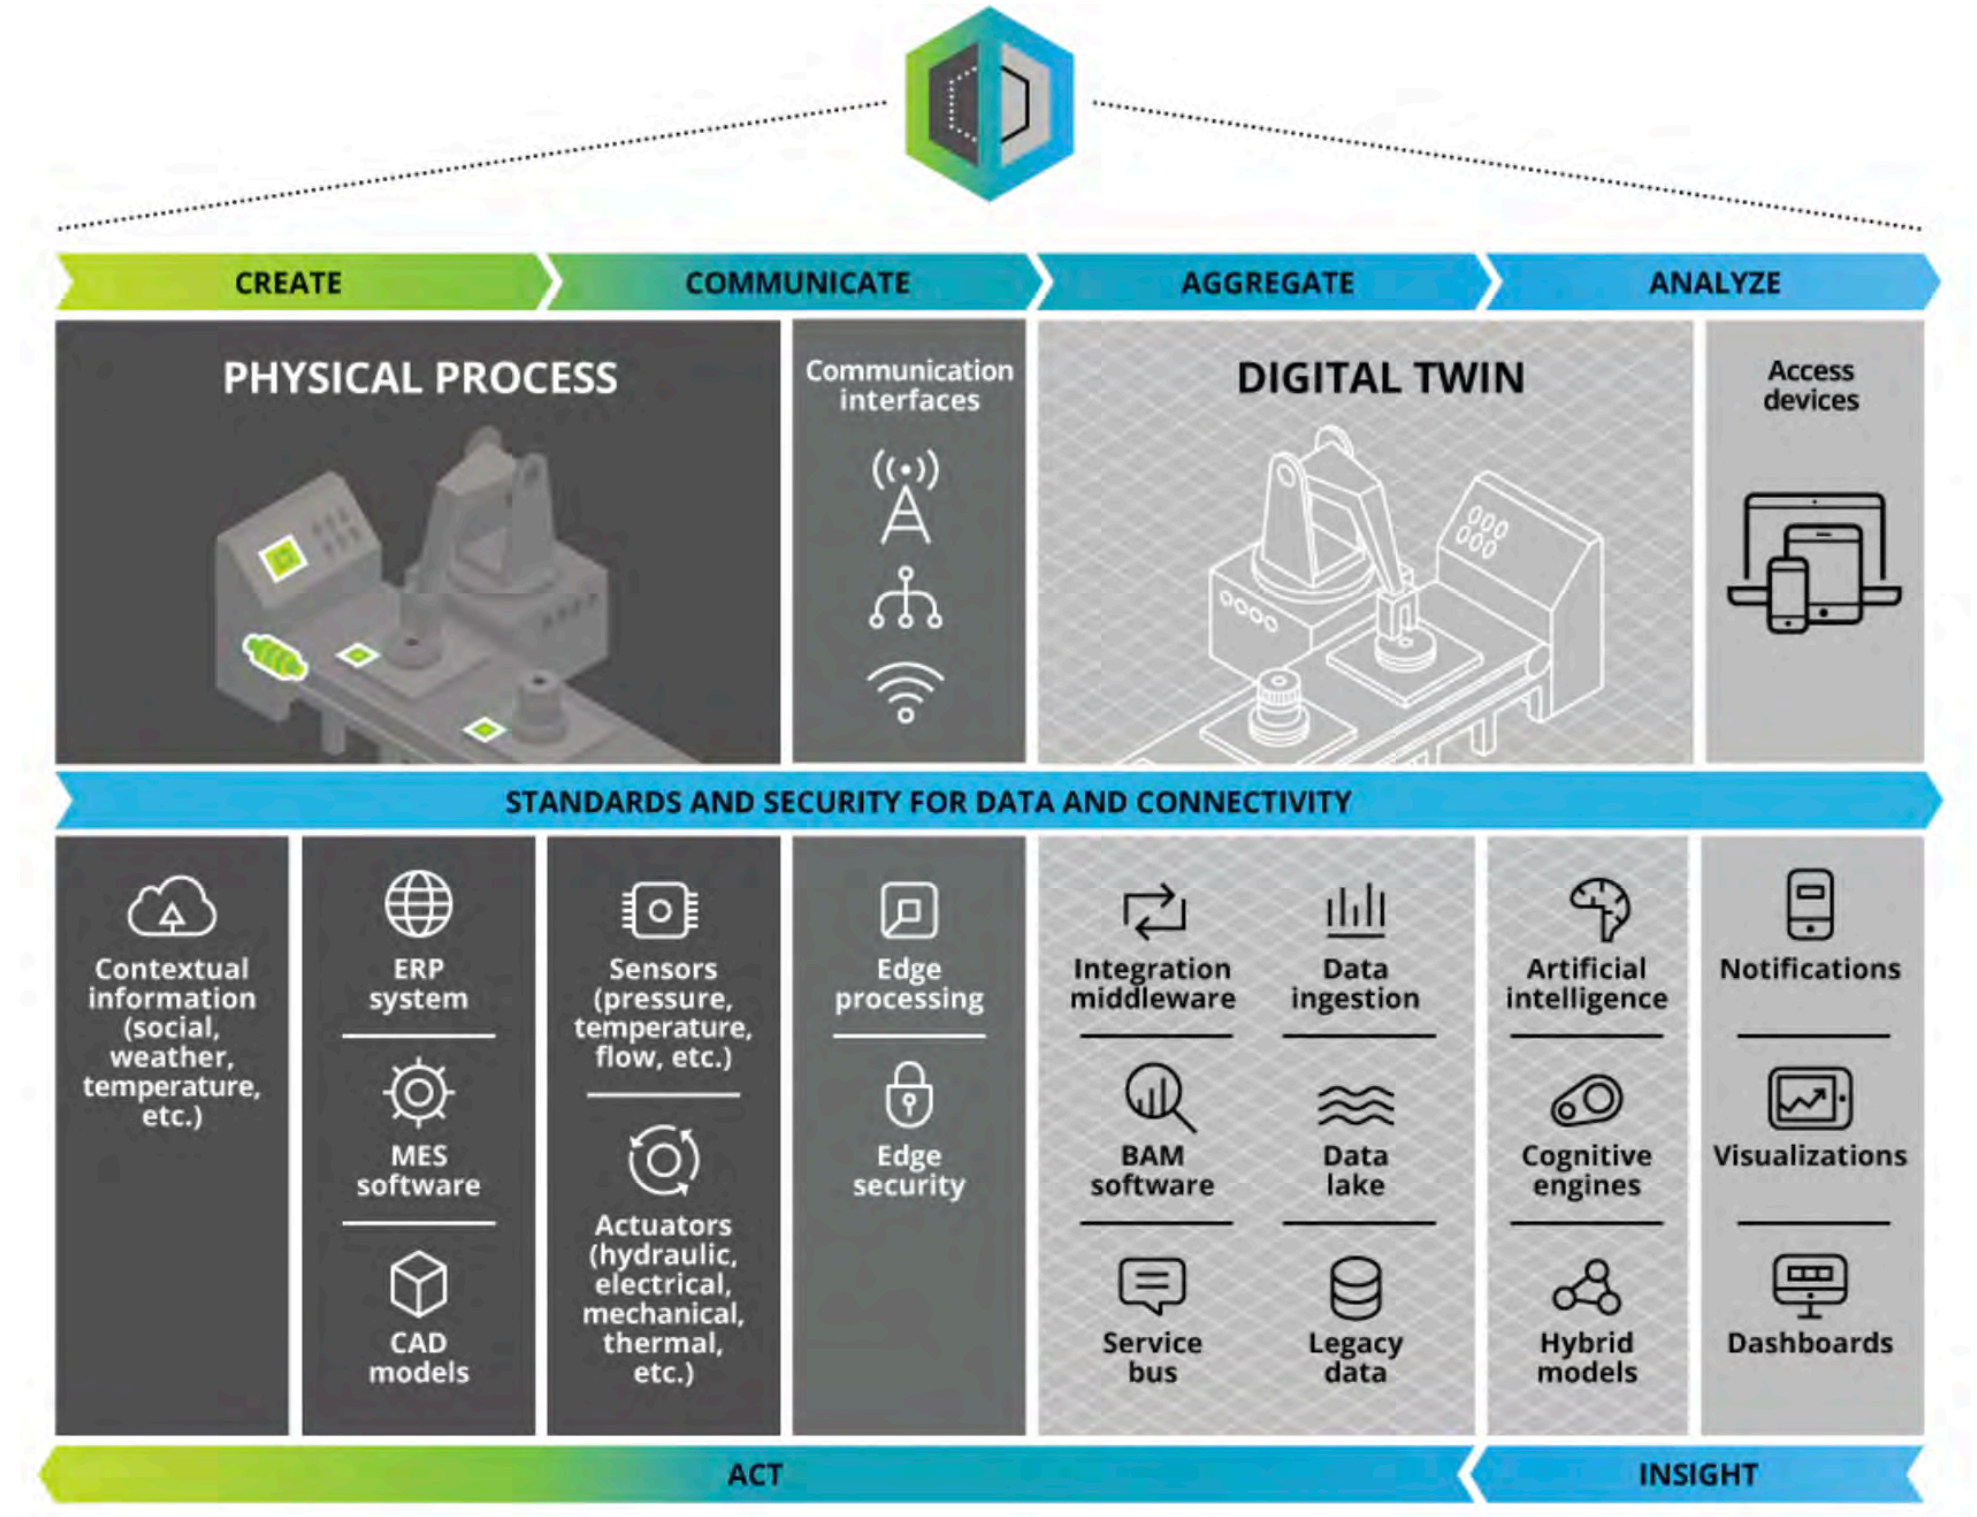 CREATE
COMMUNICATE
AGGREGATE
ANALYZE
PHYSICAL PROCESS
Communication
interfaces
DIGITAL TWIN
Access
devices
STANDARDS AND SECURITY FOR DATA AND CONNECTIVITY
Contextual
information
(social,
weather,
temperature,
etc.)
ERP
system
MES
software
CAD
models
Sensors
(pressure,
temperature,
flow, etc.)
Actuators
(hydraulic,
electrical,
mechanical,
thermal,
etc.)
Edge
processing
Edge
security
Integration
middleware
BAM
software
Service
bus
Data
ingestion
Data
lake
Legacy
data
Artificial
intelligence
Cognitive
engines
Hybrid
models
Notifications
Visualizations
Dashboards
ACT
INSIGHT